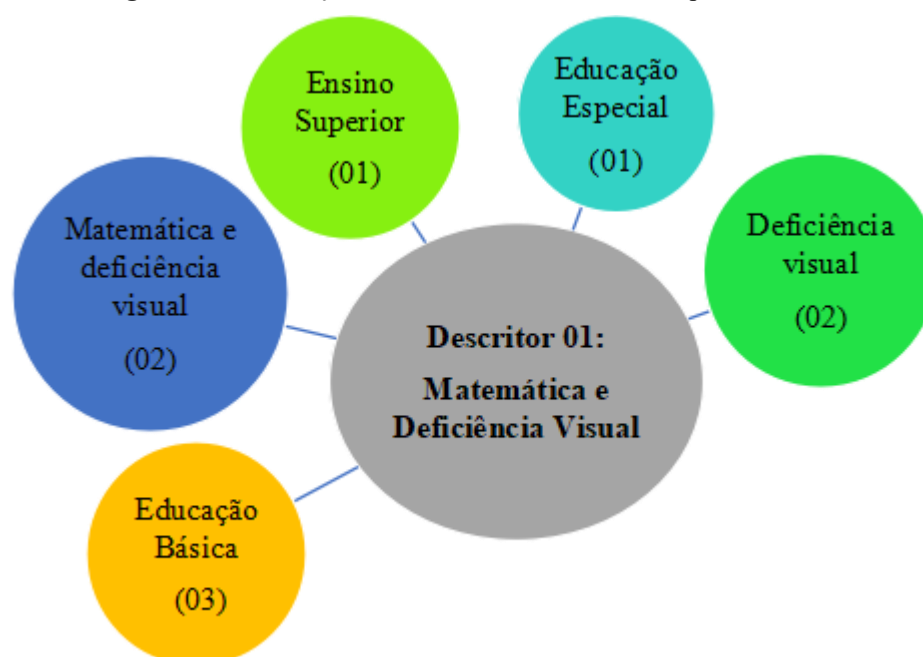 Ensino
Superior
(01)
Educação
Especial
(01)
Matemática e
deficiência
visual
(02)
Deficiência
visual
(02)
Descritor 01:
Matemática e
Deficiência Visual
Educação
Básica
(03)